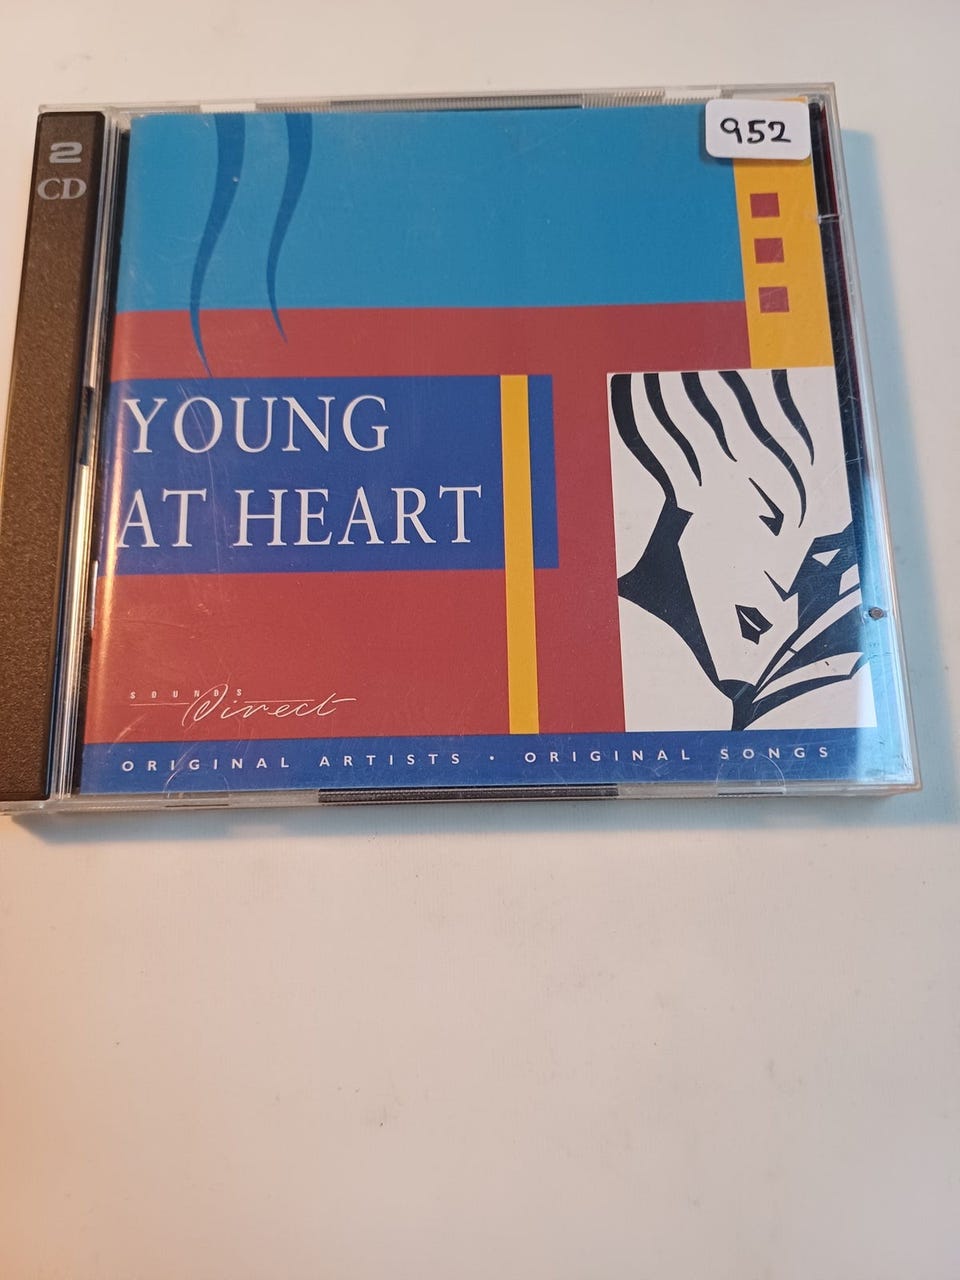 952
2
CD
YOUNG
AT HEART
SOUNDS
Direct
ORIGINAL ARTISTS · ORIGINAL SONGS